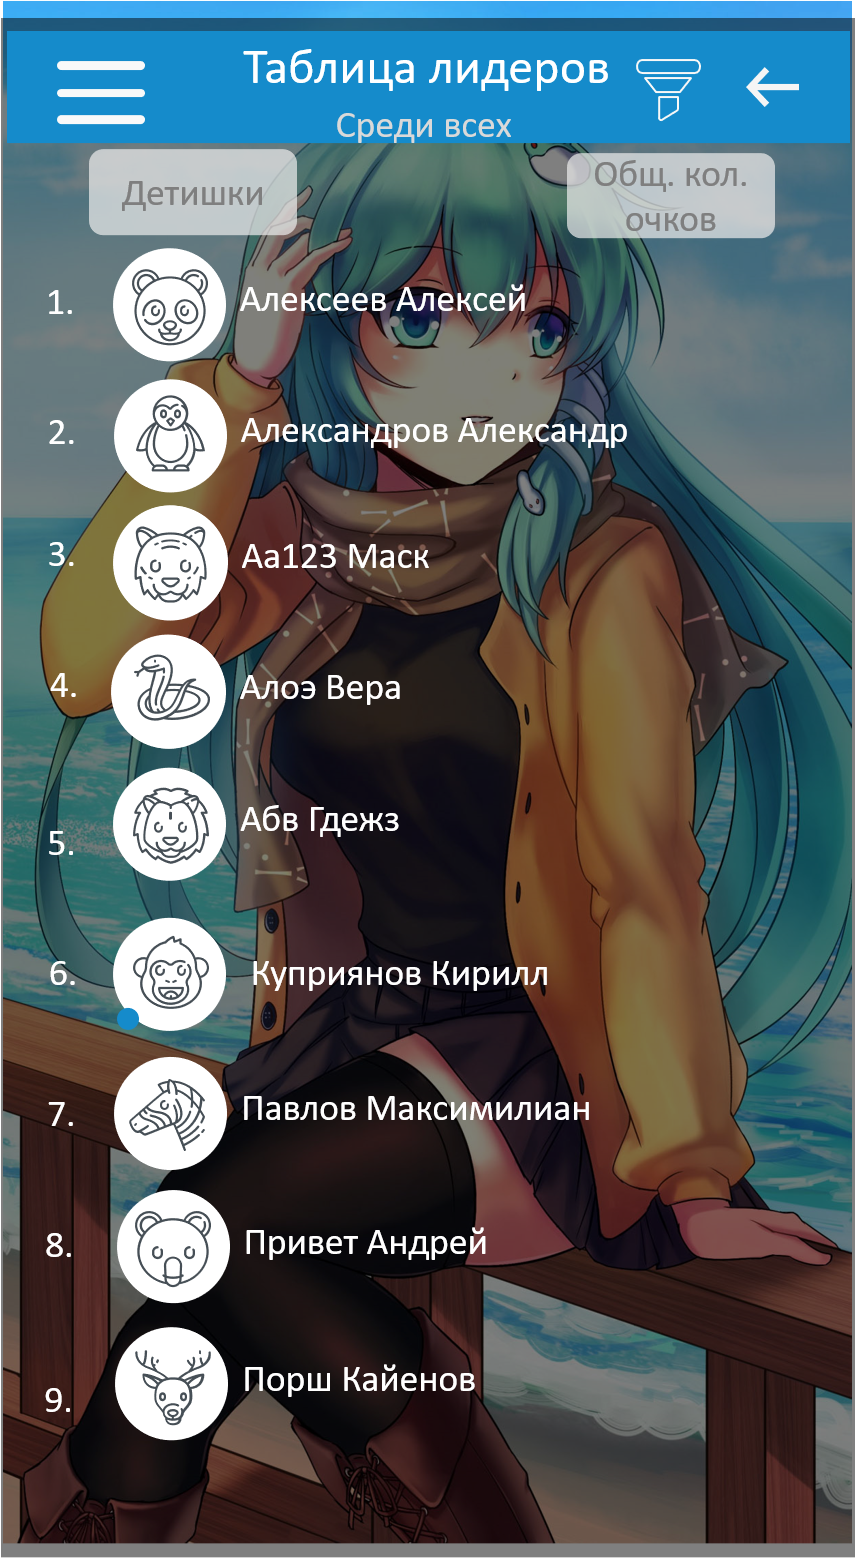 Таблица лидеров
Среди всех
Детишки
Общ. кол.
очков
1. Алексеев Алексей
2. Александров Александр
3. Аа123 Маск
4. Алоэ Вера
5. Абв Гдежз
6. Куприянов Кирилл
7. Павлов Максимилиан
8. Привет Андрей
9. Порш Кайенов